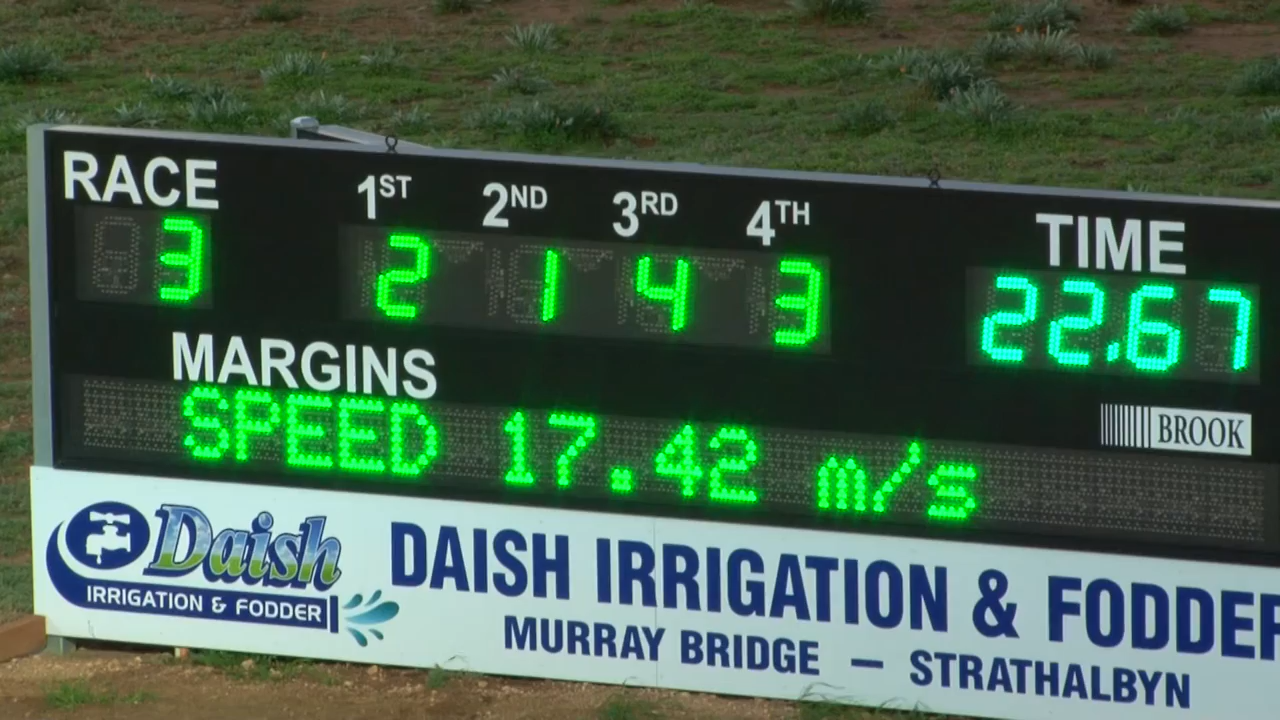 RACE 1ST 2ND 3RD 4TH TIME
3 2 1 4 3 22.67
MARGINS
SPEED 17.42 m/s
BROOK
Daish
IRRIGATION & FODDER
DAISH IRRIGATION & FODDER
MURRAY BRIDGE – STRATHALBYN